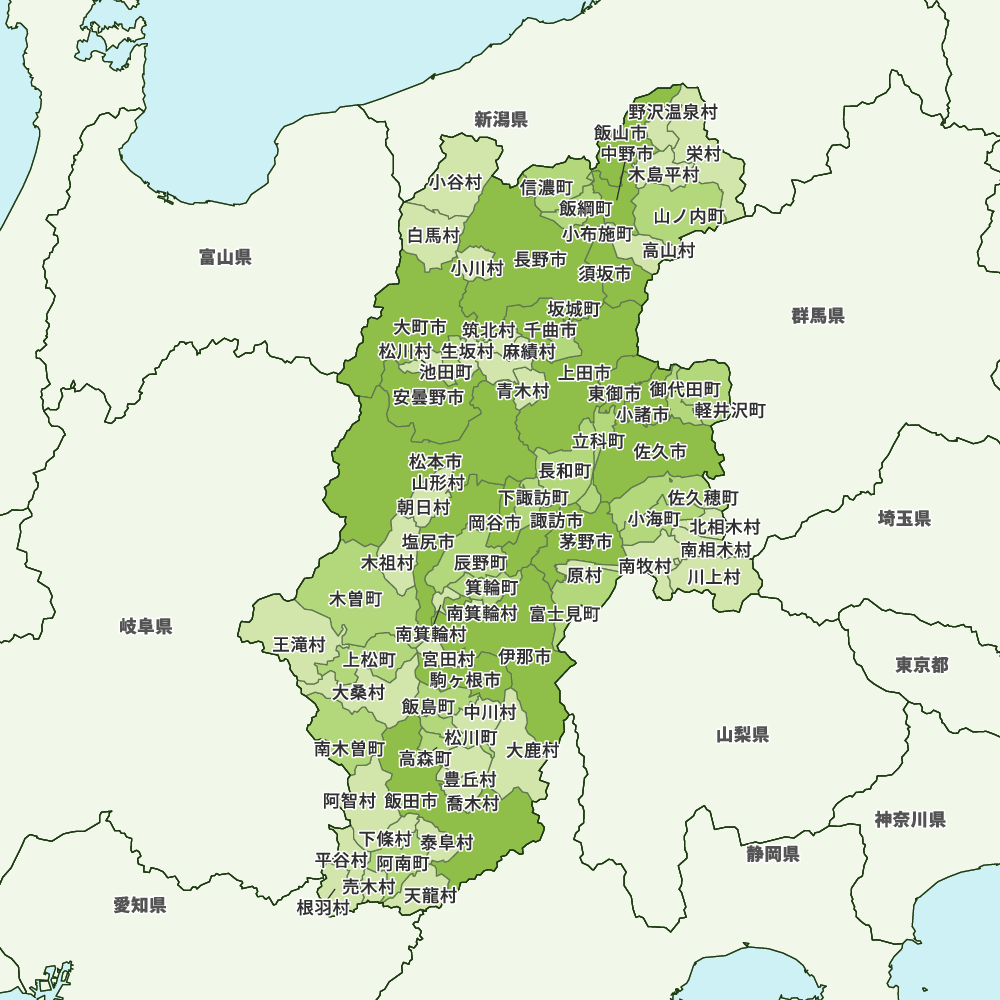 新潟県
野沢温泉村
飯山市
中野市
栄村
木島平村
小谷村
信濃町
飯綱町
山ノ内町
白馬村
小布施町
高山村
富山県
小川村
長野市
須坂市
坂城町
群馬県
大町市
筑北村
千曲市
松川村
生坂村
麻績村
池田町
上田市
安曇野市
青木村
東御市
御代田町
小諸市
軽井沢町
立科町
佐久市
松本市
長和町
山形村
下諏訪町
佐久穂町
朝日村
岡谷市
諏訪市
小海町
北相木村
埼玉県
塩尻市
茅野市
南相木村
木祖村
辰野町
原村
南牧村
川上村
箕輪町
木曽町
南箕輪村
富士見町
岐阜県
南箕輪村
王滝村
上松町
宮田村
伊那市
東京都
駒ヶ根市
大桑村
飯島町
中川村
山梨県
南木曽町
松川町
高森町
大鹿村
豊丘村
阿智村
飯田市
喬木村
神奈川県
下條村
泰阜村
静岡県
平谷村
阿南町
売木村
天龍村
愛知県
根羽村